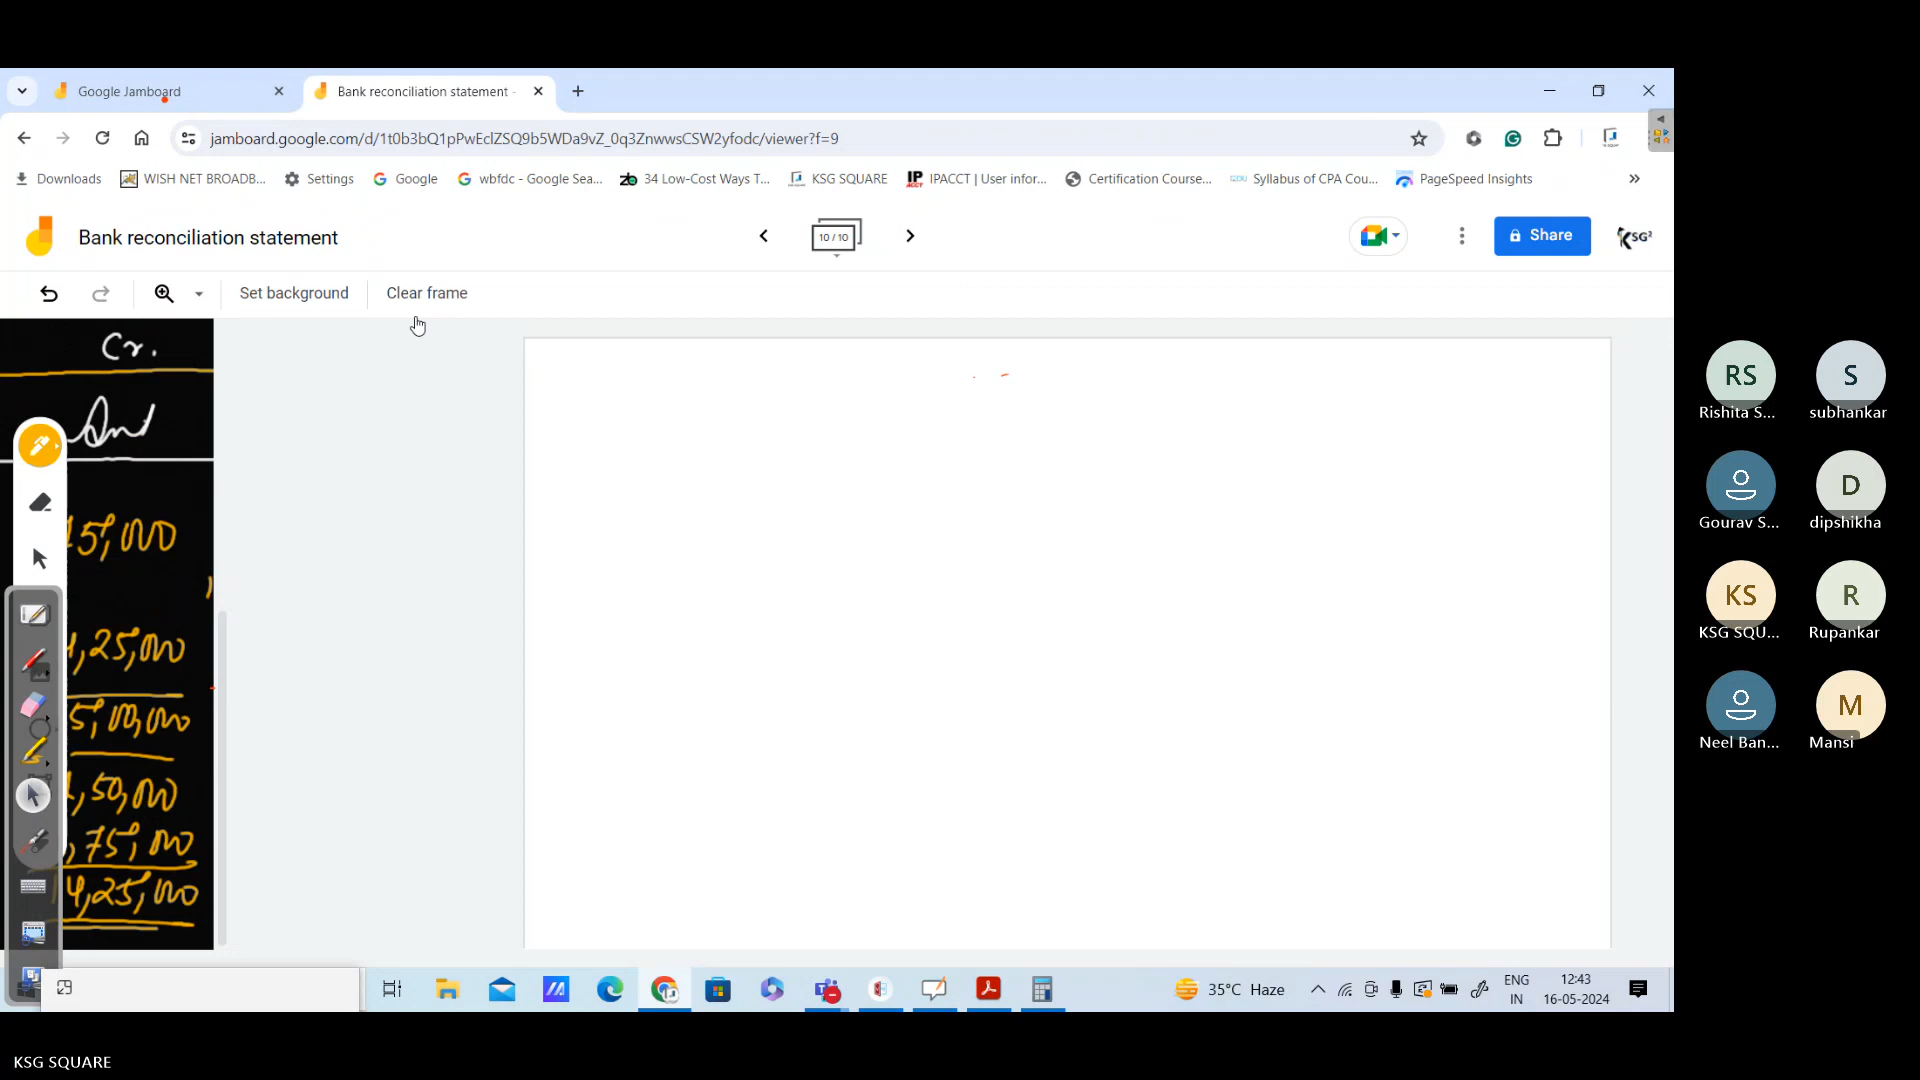 Google Jamboard
Bank reconciliation statement -
jamboard.google.com/d/1t0b3bQ1pPwEclZSQ9b5WDa9vZ_0q3ZnwwsCSW2yfodc/viewer?f=9
Downloads WISH NET BROADB... Settings Google wbfdc - Google Sea... 34 Low-Cost Ways T... KSG SQUARE IPACCT | User infor... Certification Course... Syllabus of CPA Cou... PageSpeed Insights
Bank reconciliation statement
10 / 10
Share
KSG²
Set background Clear frame
Cr.
Amt
15,000
1,25,000
5,00,000
,50,000
,75,000
4,25,000
RS
Rishita S...
S
subhankar
Gourav S...
D
dipshikha
KS
KSG SQU...
R
Rupankar
Neel Ban...
M
Mansi
35°C Haze
ENG
IN
12:43
16-05-2024
KSG SQUARE